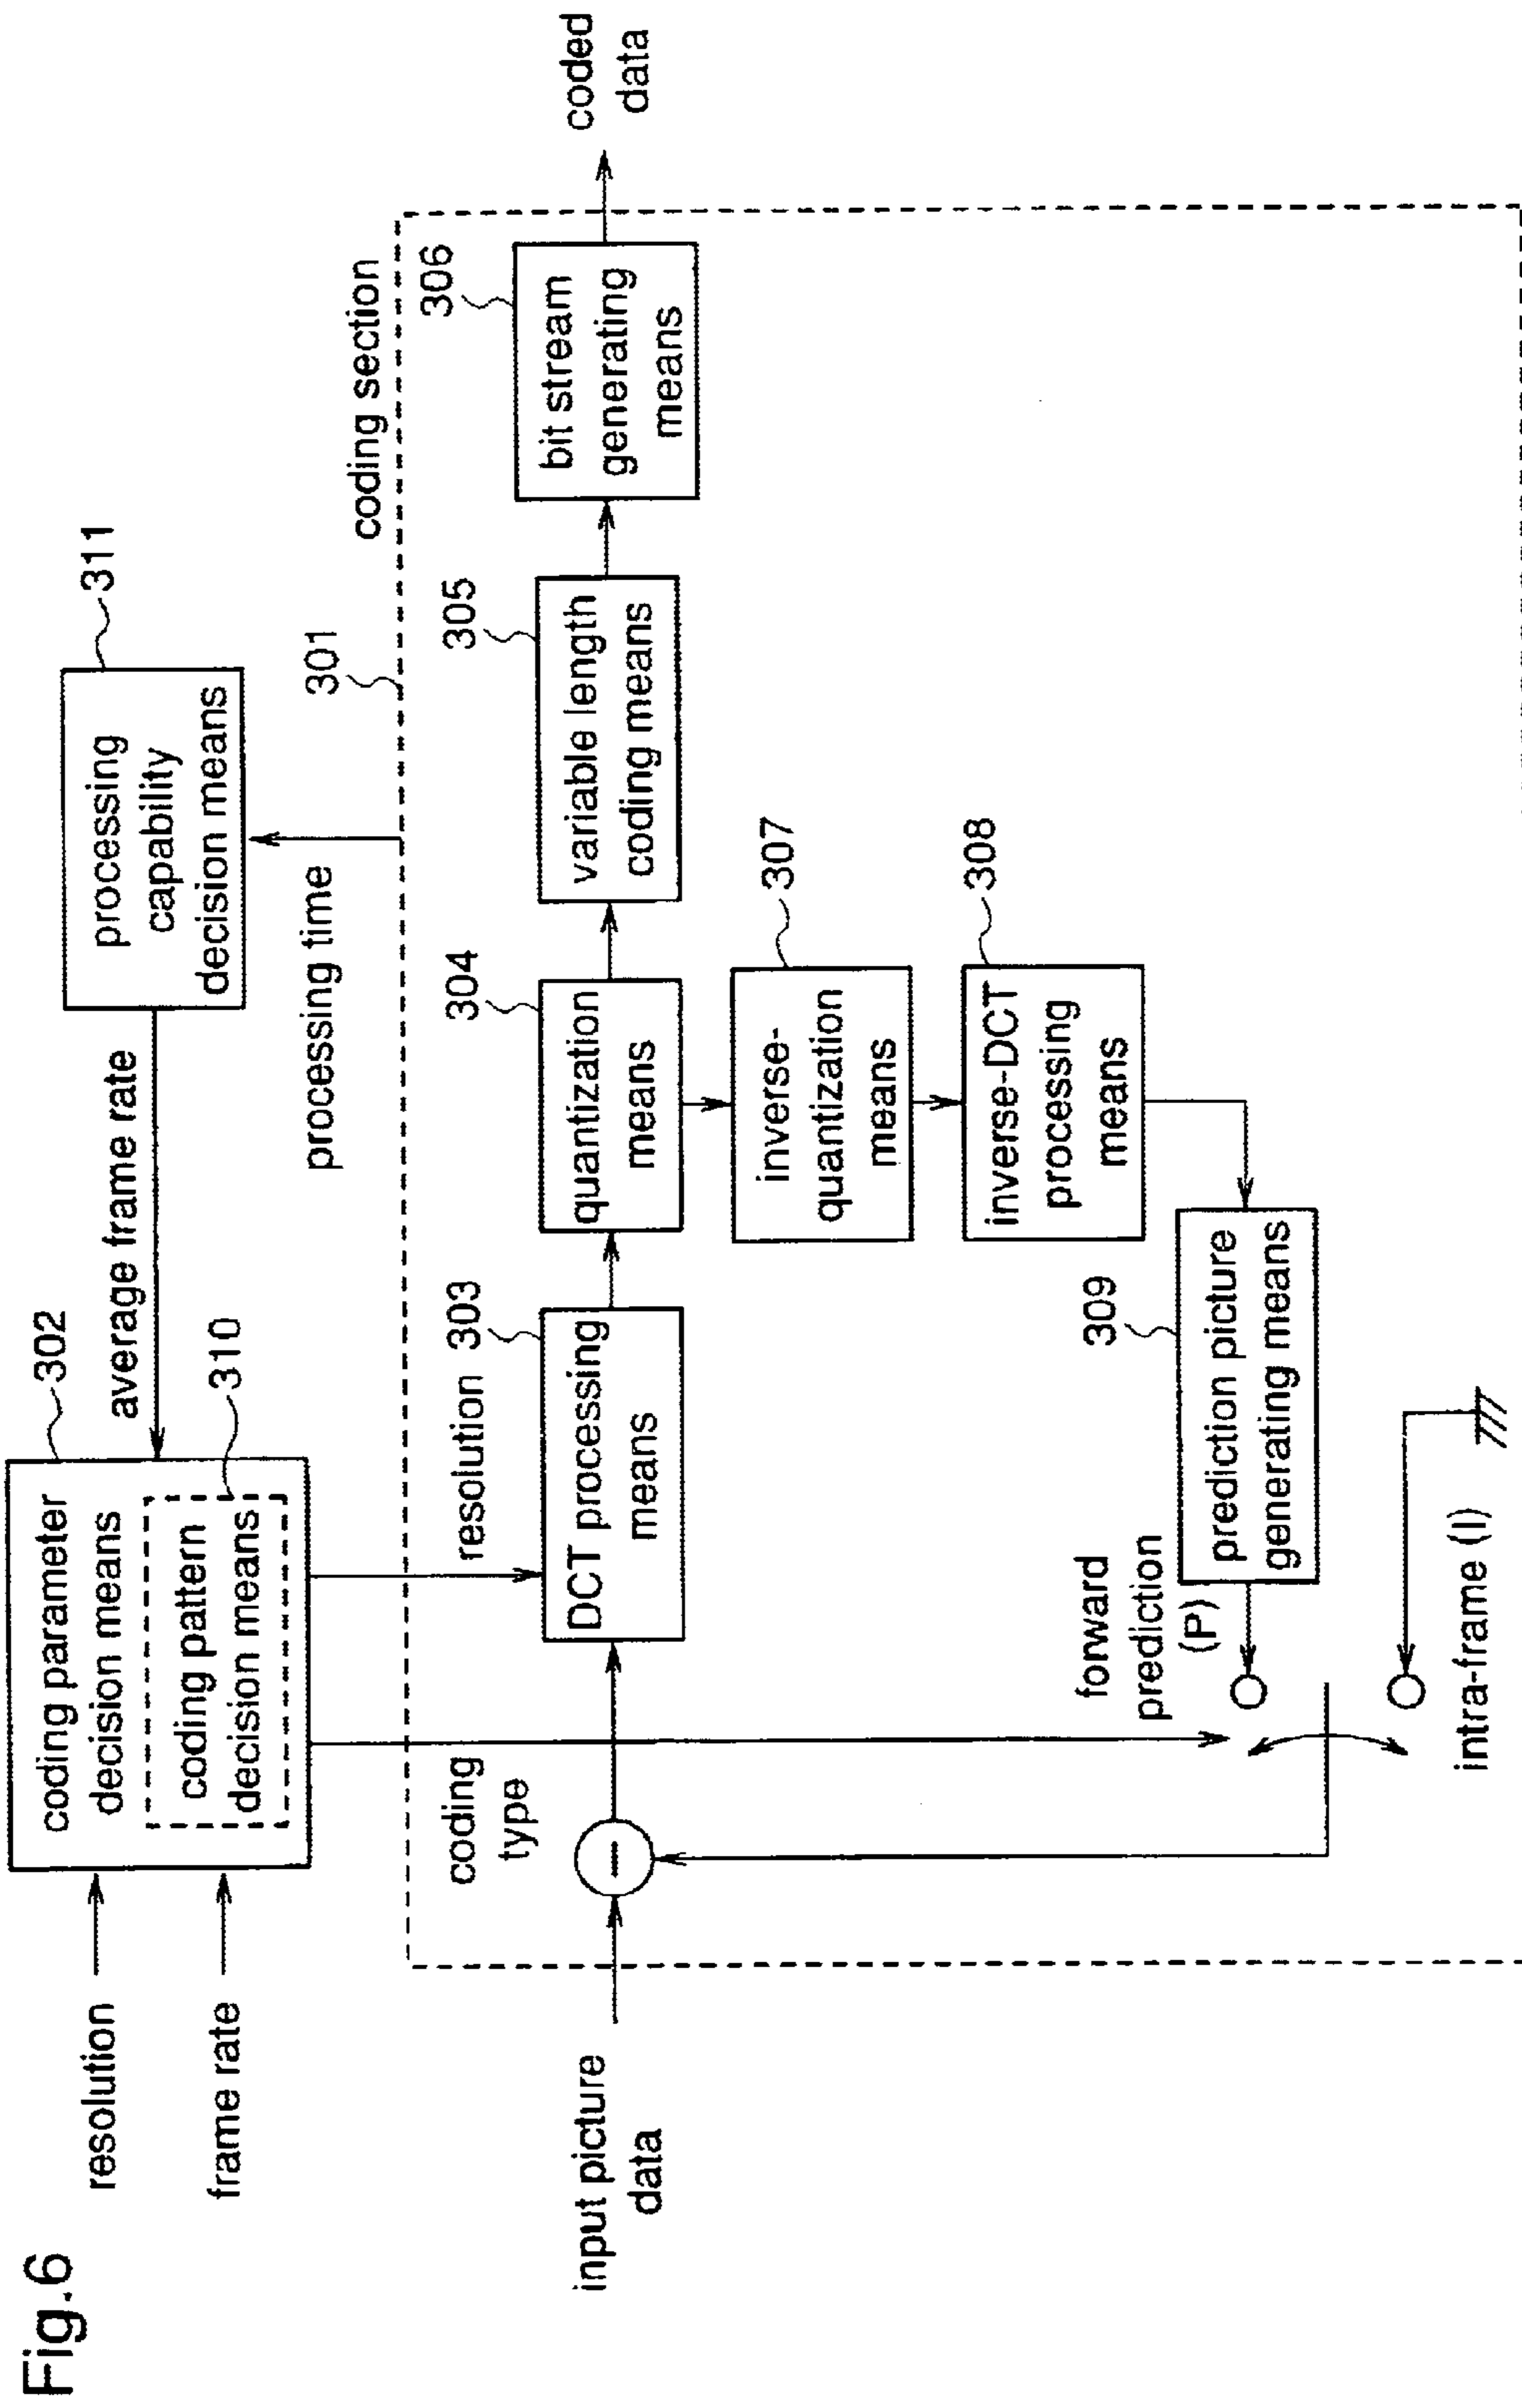 Fig.6
resolution
frame rate
coding parameter
decision means
302
coding pattern
decision means
310
average frame rate
processing
capability
decision means
311
processing time
301
coding section
input picture
data
coding
type
resolution
303
DCT processing
means
304
quantization
means
305
variable length
coding means
306
bit stream
generating
means
coded
data
307
inverse-
quantization
means
308
inverse-DCT
processing
means
309
prediction picture
generating means
forward
prediction
(P)
intra-frame (I)